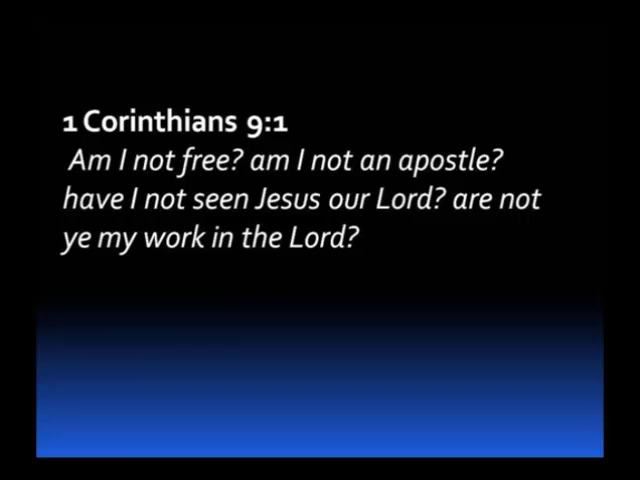 1 Corinthians 9:1
Am I not free? am I not an apostle?
have I not seen Jesus our Lord? are not
ye my work in the Lord?